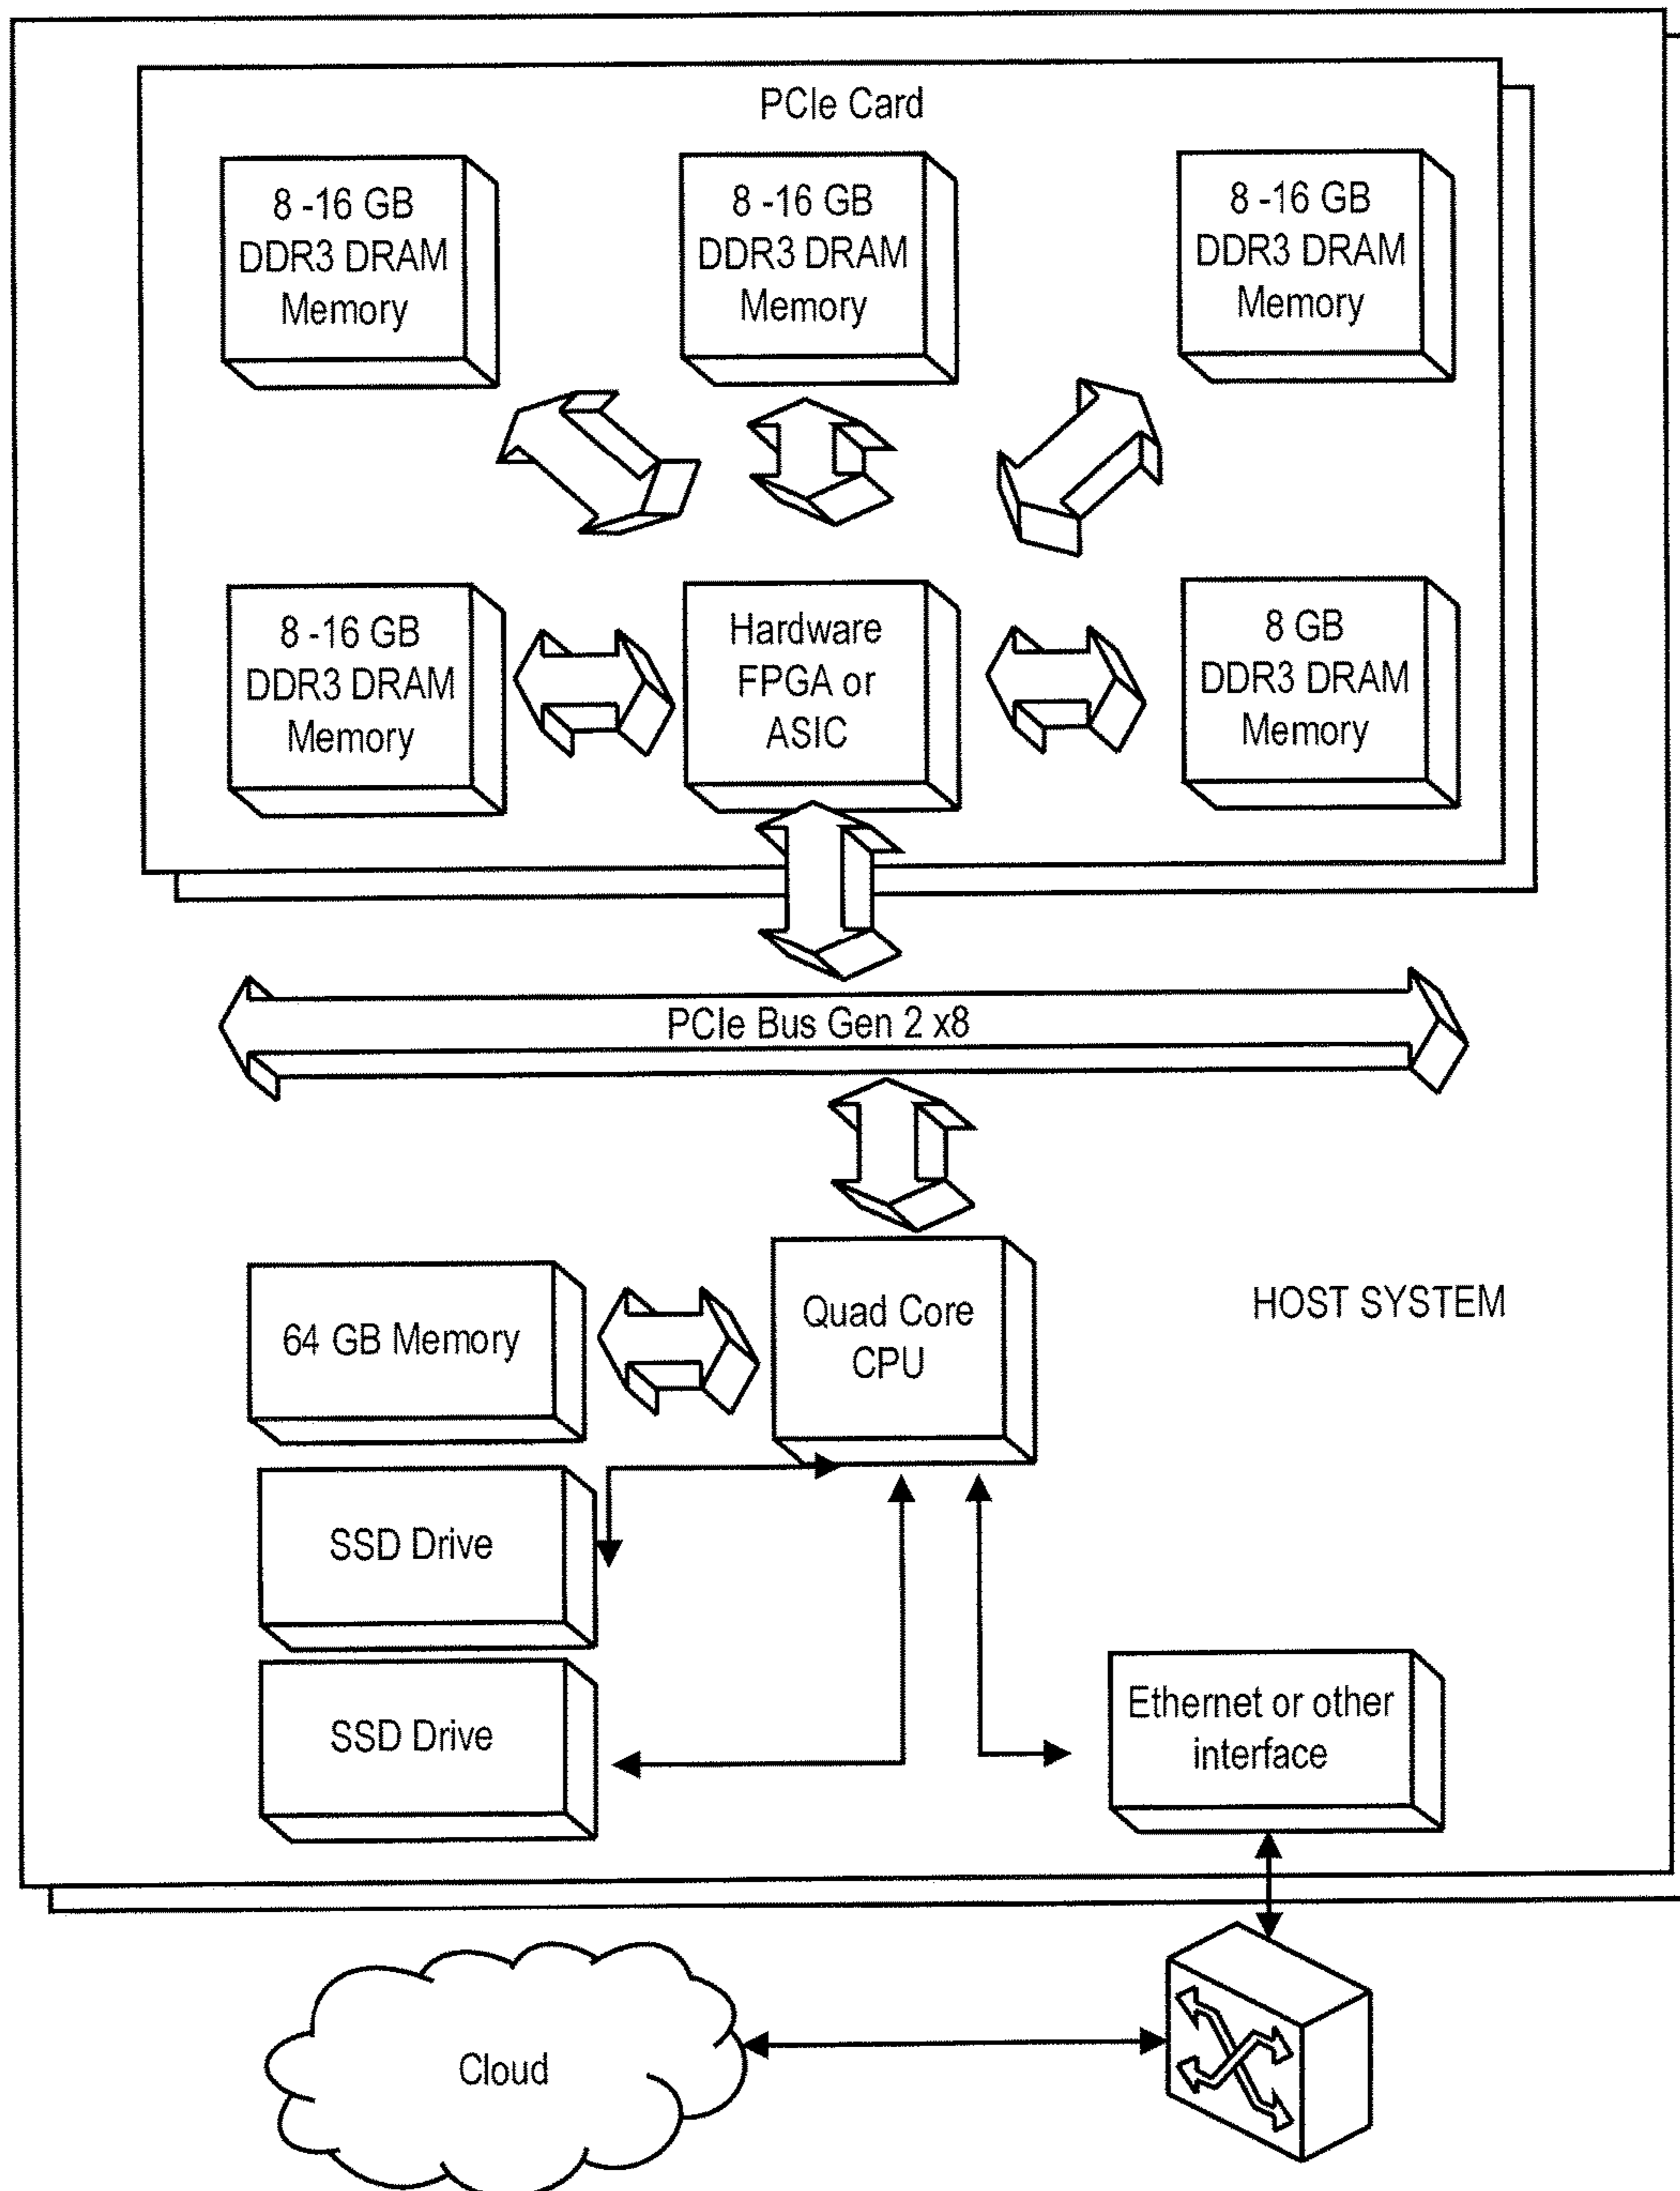 PCIe Card
8 -16 GB
DDR3 DRAM
Memory
8 -16 GB
DDR3 DRAM
Memory
8 -16 GB
DDR3 DRAM
Memory
8 -16 GB
DDR3 DRAM
Memory
Hardware
FPGA or
ASIC
8 GB
DDR3 DRAM
Memory
PCIe Bus Gen 2 x8
64 GB Memory
Quad Core
CPU
HOST SYSTEM
SSD Drive
SSD Drive
Ethernet or other
interface
Cloud